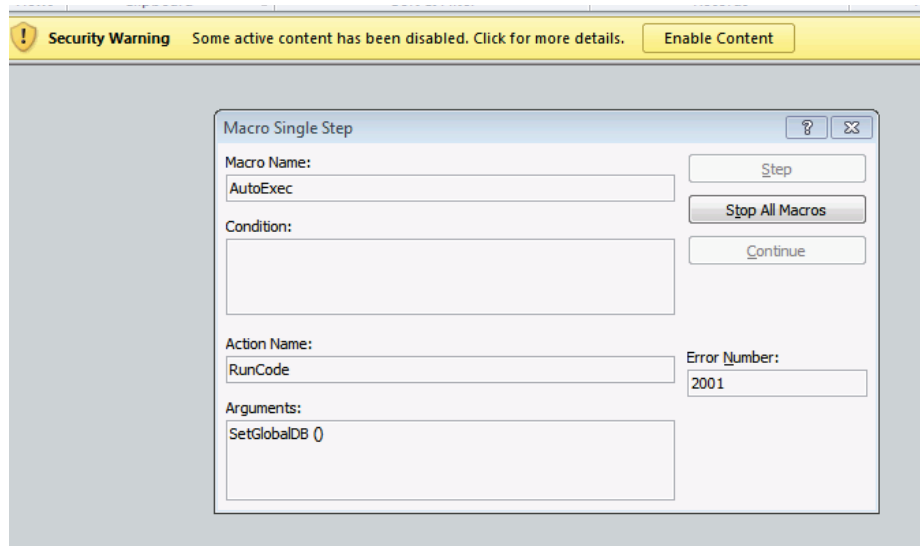 Security Warning Some active content has been disabled. Click for more details. Enable Content
Macro Single Step
Macro Name:
AutoExec
Step
Stop All Macros
Condition:
Continue
Action Name:
RunCode
Error Number:
2001
Arguments:
SetGlobalDB ()